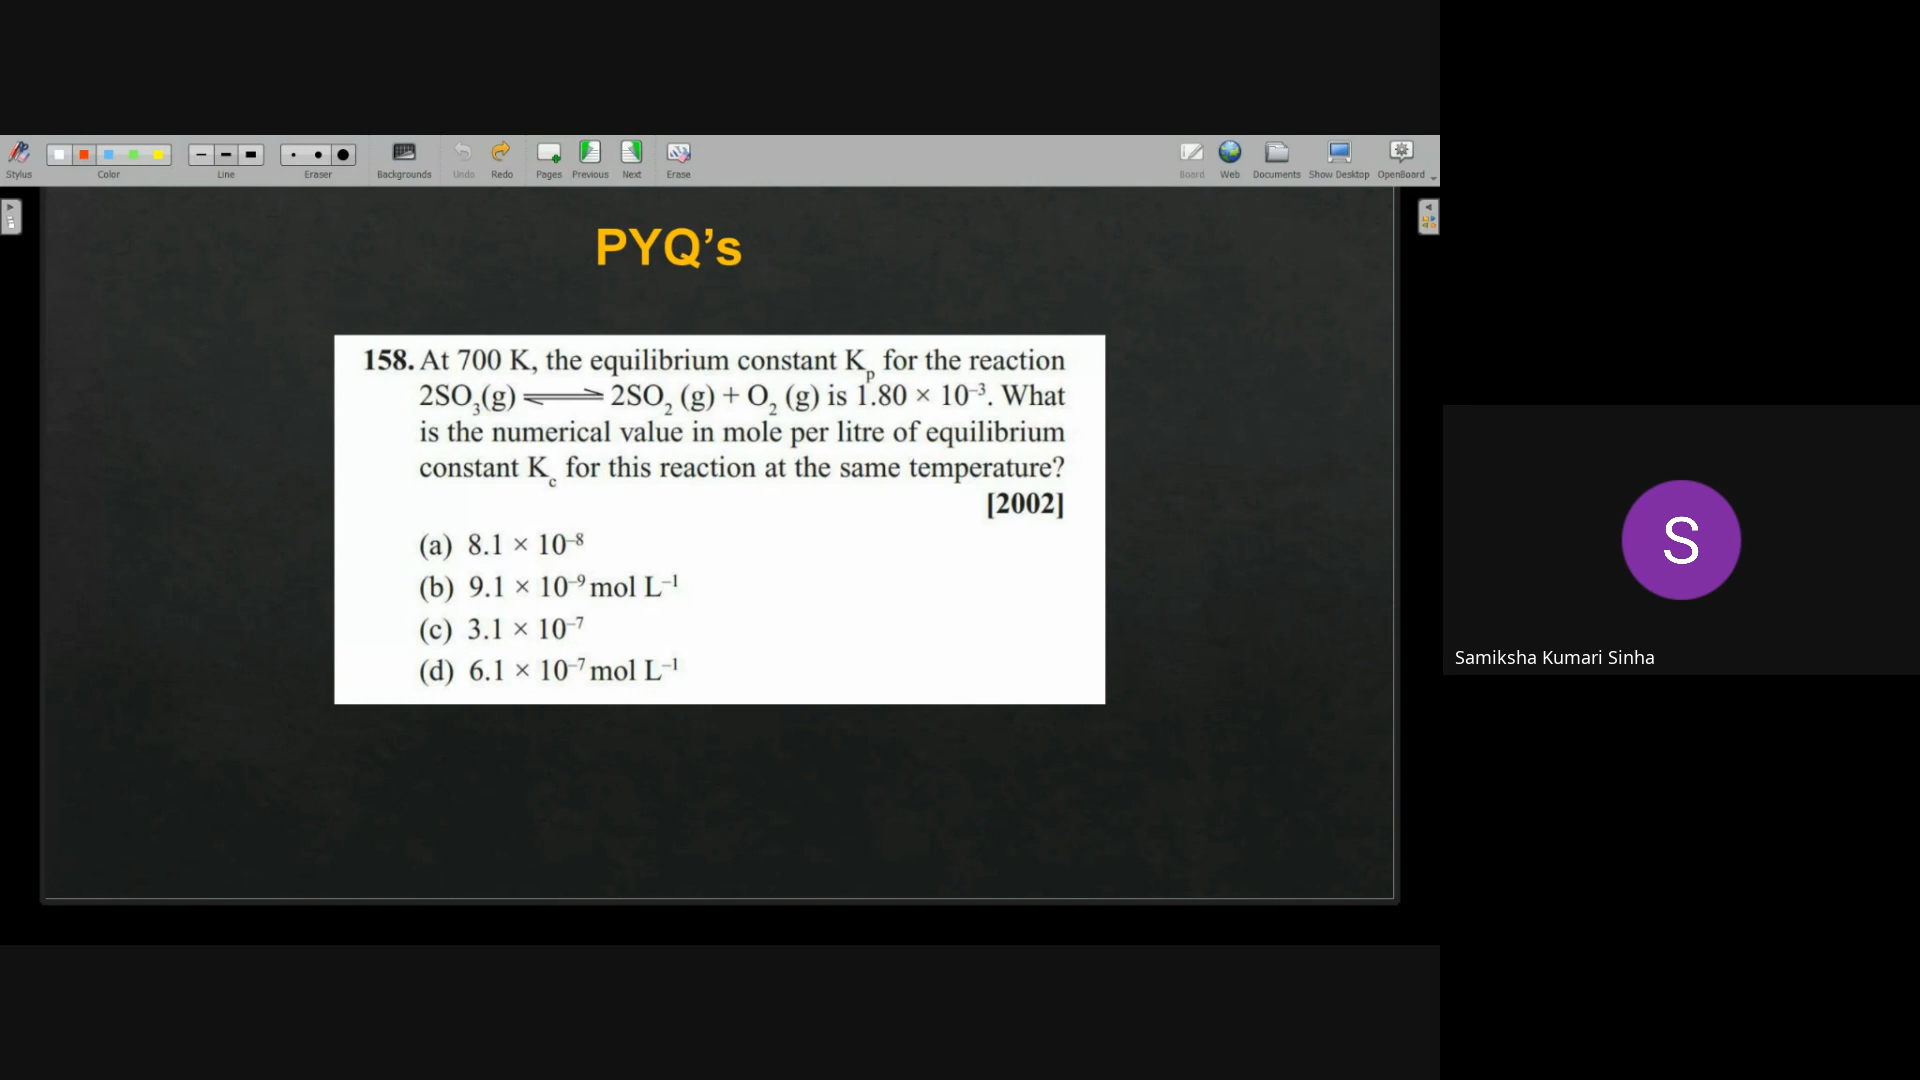 Stylus
Color
Line
Eraser
Backgrounds
Undo
Redo
Pages
Previous
Next
Erase
Board
Web
Documents
Show Desktop
OpenBoard
PYQ’s
158. At 700 K, the equilibrium constant Kₚ for the reaction
2SO₃(g) ⇌ 2SO₂ (g) + O₂ (g) is 1.80 × 10⁻³. What
is the numerical value in mole per litre of equilibrium
constant K_c for this reaction at the same temperature?
[2002]
(a) 8.1 × 10⁻⁸
(b) 9.1 × 10⁻⁹ mol L⁻¹
(c) 3.1 × 10⁻⁷
(d) 6.1 × 10⁻⁷ mol L⁻¹
S
Samiksha Kumari Sinha